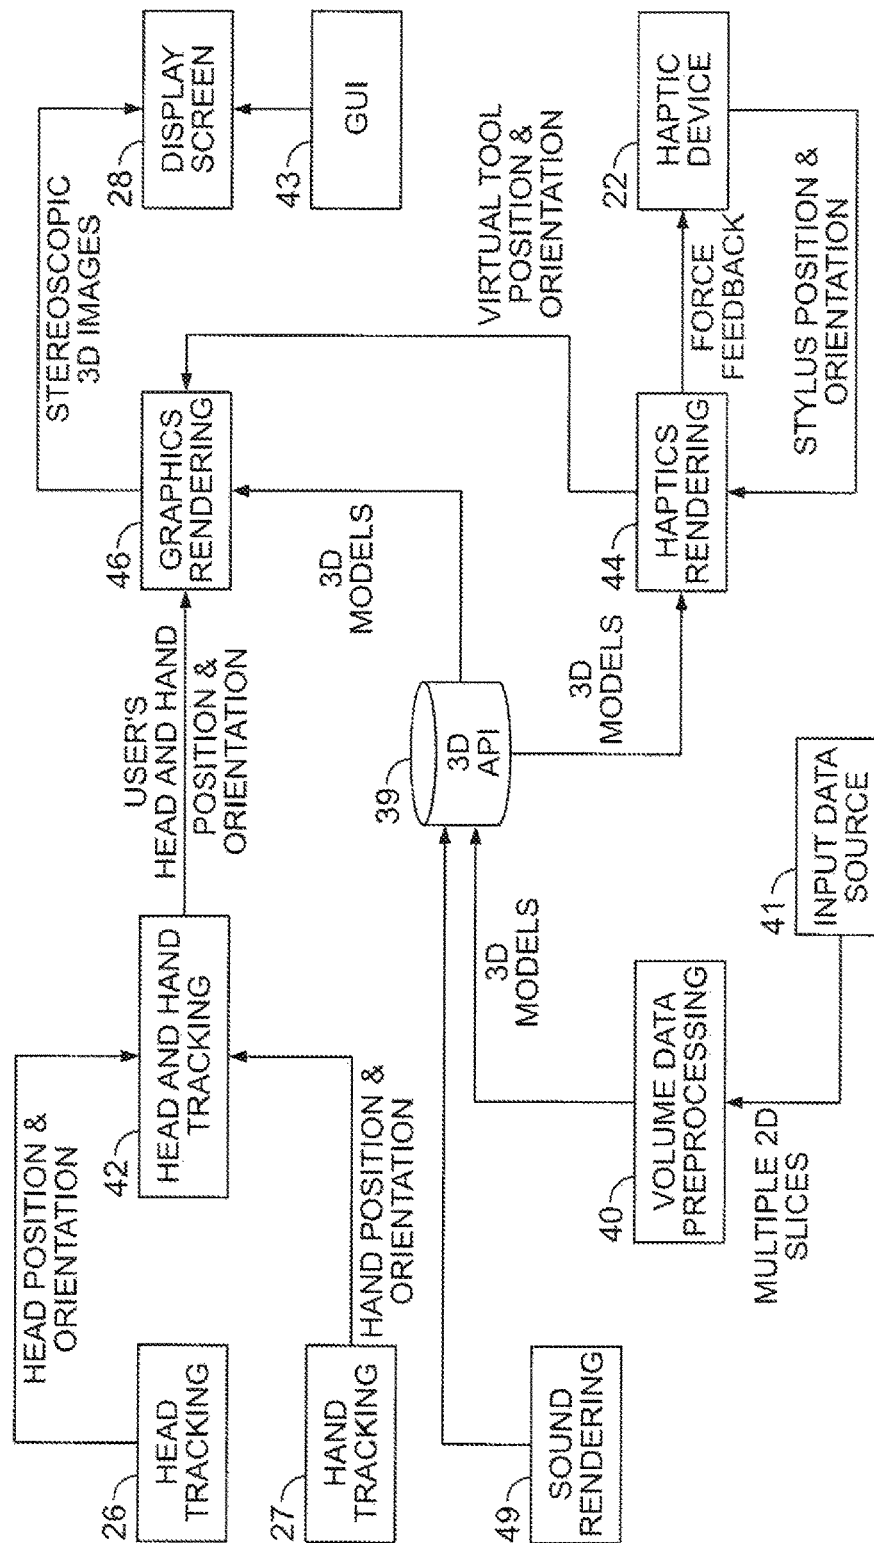 HEAD POSITION &
ORIENTATION
26
HEAD
TRACKING
42
HEAD AND HAND
TRACKING
USER'S
HEAD AND HAND
POSITION &
ORIENTATION
46
GRAPHICS
RENDERING
STEREOSCOPIC
3D IMAGES
28
DISPLAY
SCREEN
27
HAND
TRACKING
HAND POSITION &
ORIENTATION
43
GUI
3D
MODELS
39
3D
API
VIRTUAL TOOL
POSITION &
ORIENTATION
49
SOUND
RENDERING
3D
MODELS
3D
MODELS
40
VOLUME DATA
PREPROCESSING
MULTIPLE 2D
SLICES
41
INPUT DATA
SOURCE
44
HAPTICS
RENDERING
FORCE
FEEDBACK
22
HAPTIC
DEVICE
STYLUS POSITION &
ORIENTATION